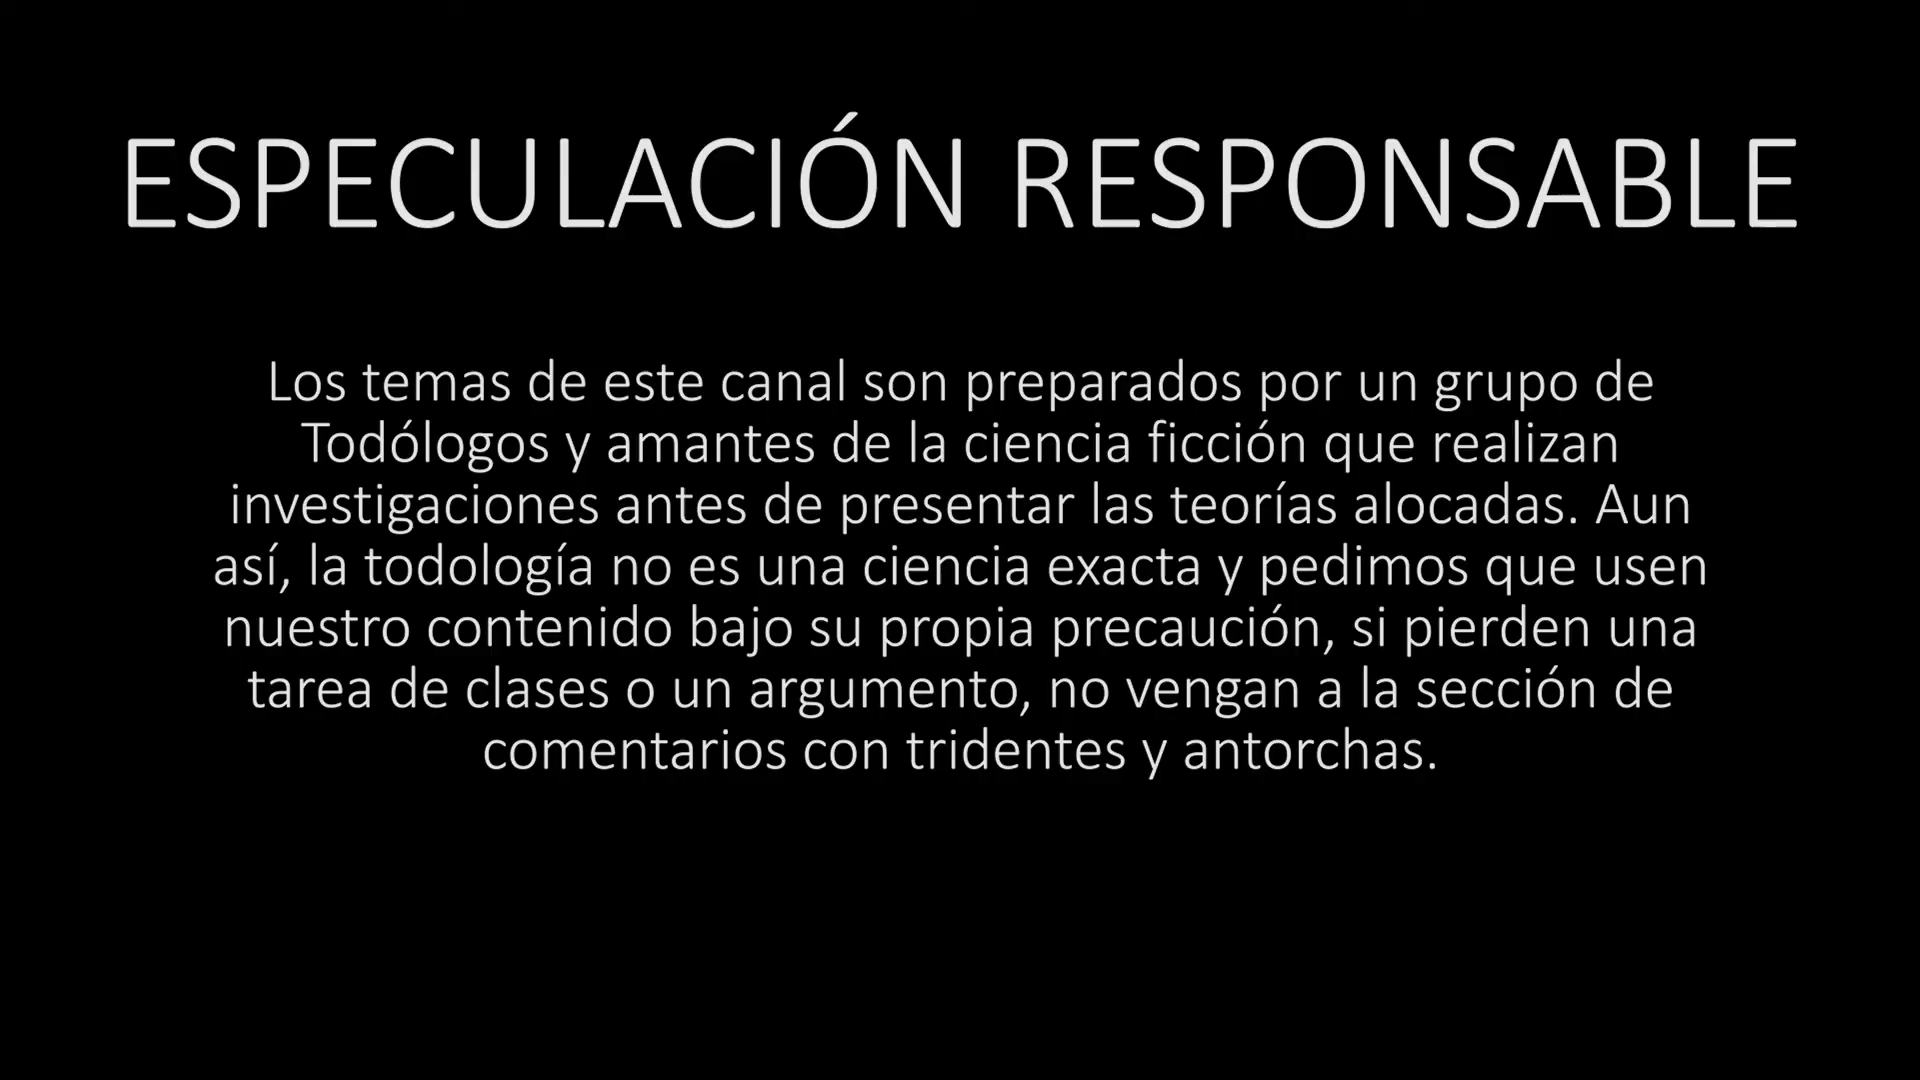 ESPECULACIÓN RESPONSABLE
Los temas de este canal son preparados por un grupo de
Todólogos y amantes de la ciencia ficción que realizan
investigaciones antes de presentar las teorías alocadas. Aun
así, la todología no es una ciencia exacta y pedimos que usen
nuestro contenido bajo su propia precaución, si pierden una
tarea de clases o un argumento, no vengan a la sección de
comentarios con tridentes y antorchas.